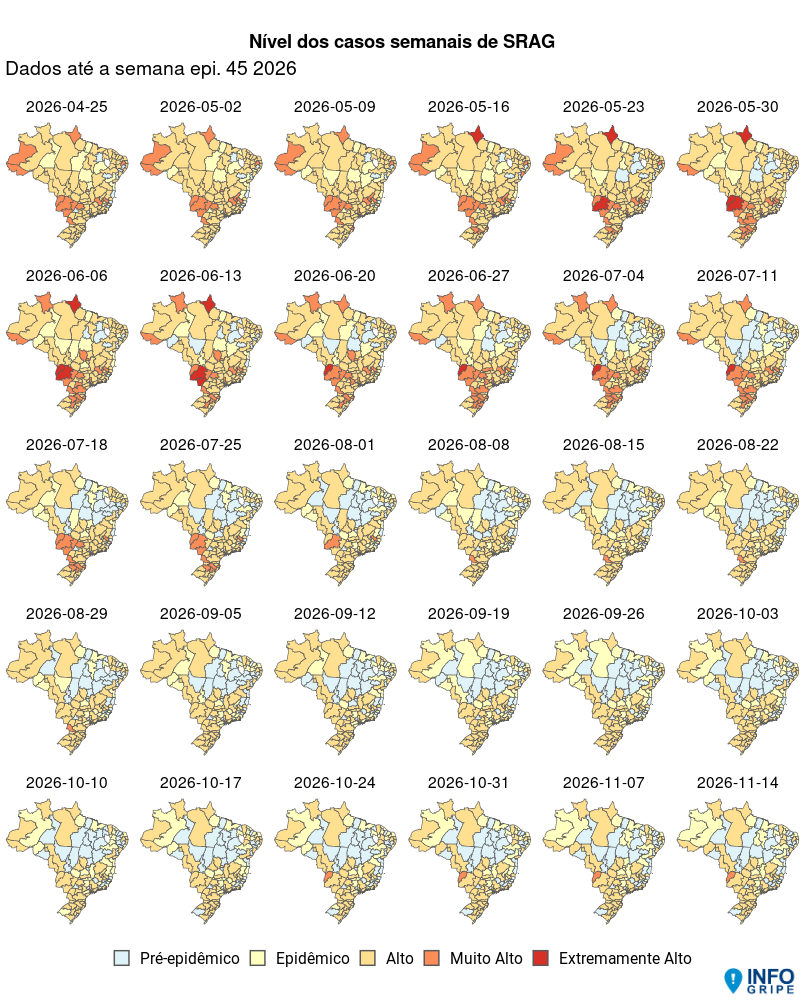 Nível dos casos semanais de SRAG
Dados até a semana epi. 45 2026
2026-04-25 2026-05-02 2026-05-09 2026-05-16 2026-05-23 2026-05-30
2026-06-06 2026-06-13 2026-06-20 2026-06-27 2026-07-04 2026-07-11
2026-07-18 2026-07-25 2026-08-01 2026-08-08 2026-08-15 2026-08-22
2026-08-29 2026-09-05 2026-09-12 2026-09-19 2026-09-26 2026-10-03
2026-10-10 2026-10-17 2026-10-24 2026-10-31 2026-11-07 2026-11-14
Pré-epidêmico Epidêmico Alto Muito Alto Extremamente Alto
INFO
GRIPE